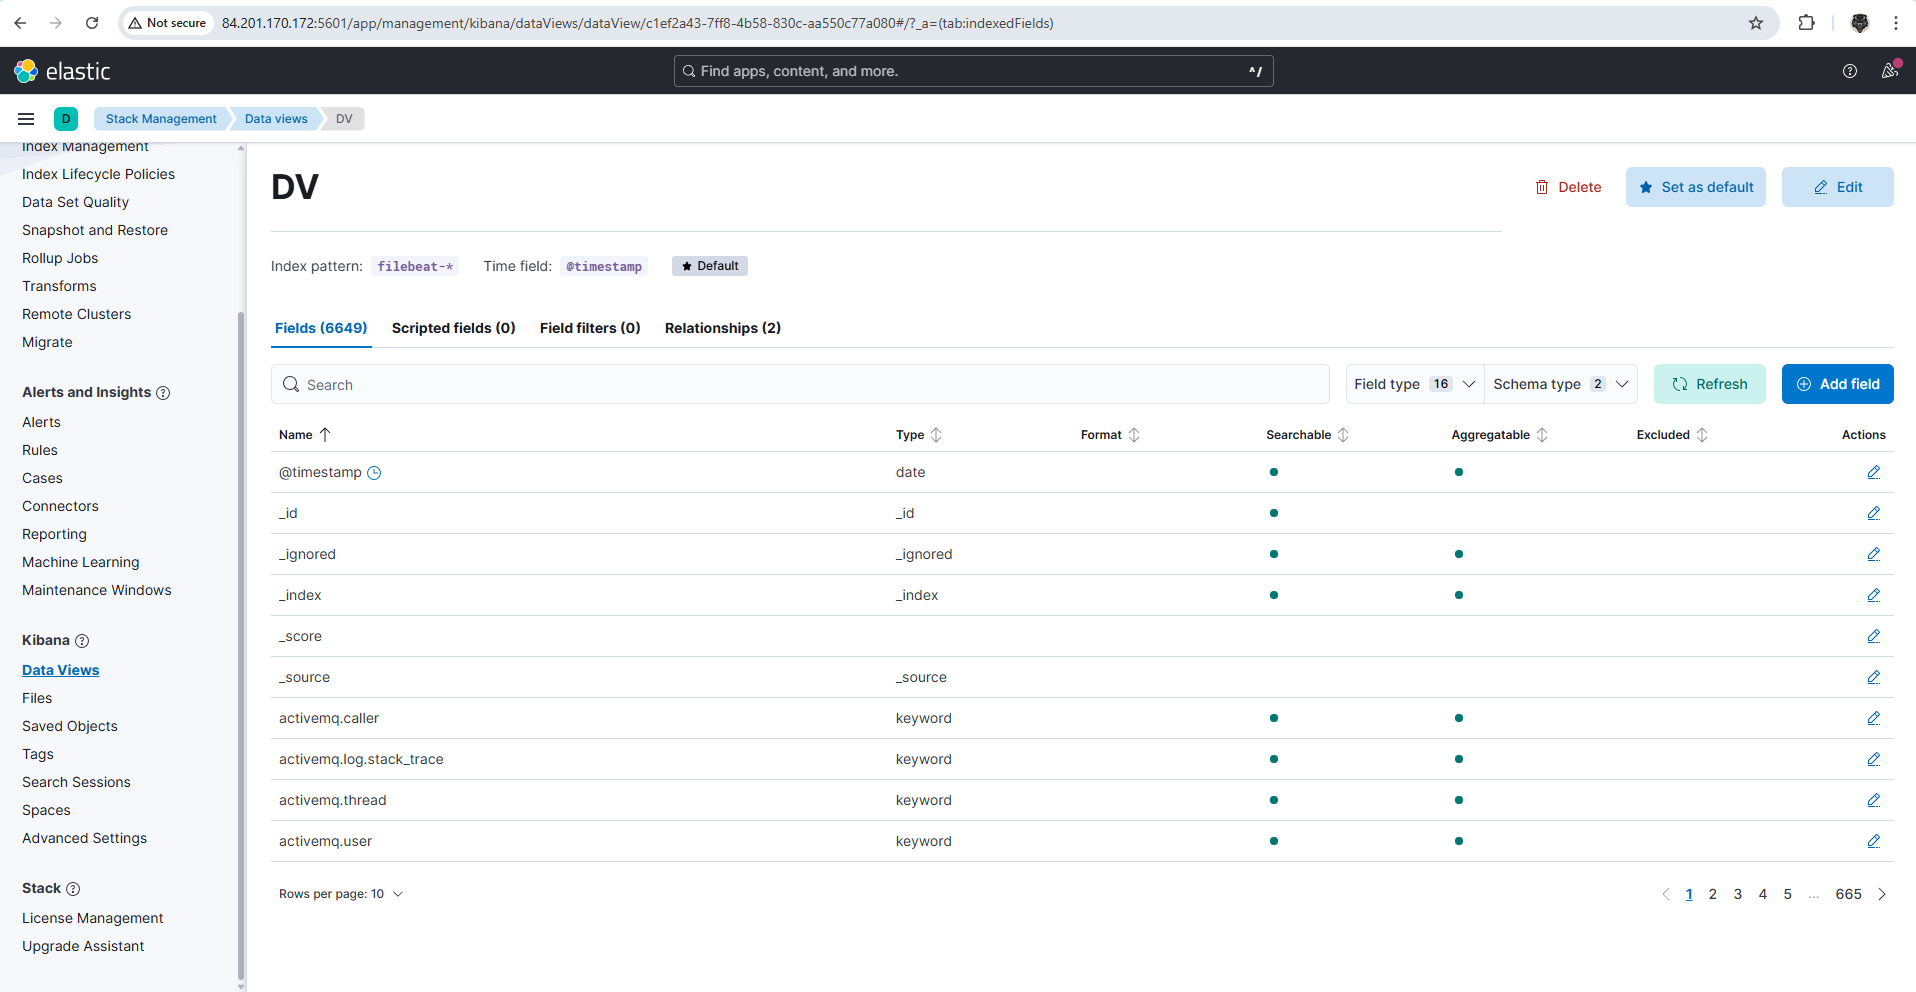 Not secure
84.201.170.172:5601/app/management/kibana/dataViews/dataView/c1ef2a43-7ff8-4b58-830c-aa550c77a080#/?_a=(tab:indexedFields)
elastic
Find apps, content, and more.
^/
D
Stack Management
Data views
DV
Index Management
Index Lifecycle Policies
Data Set Quality
Snapshot and Restore
Rollup Jobs
Transforms
Remote Clusters
Migrate
Alerts and Insights
Alerts
Rules
Cases
Connectors
Reporting
Machine Learning
Maintenance Windows
Kibana
Data Views
Files
Saved Objects
Tags
Search Sessions
Spaces
Advanced Settings
Stack
License Management
Upgrade Assistant
DV
Delete
Set as default
Edit
Index pattern: filebeat-* Time field: @timestamp Default
Fields (6649) Scripted fields (0) Field filters (0) Relationships (2)
Search
Field type 16
Schema type 2
Refresh
Add field
Name Type Format Searchable Aggregatable Excluded Actions
@timestamp date
_id _id
_ignored _ignored
_index _index
_score
_source _source
activemq.caller keyword
activemq.log.stack_trace keyword
activemq.thread keyword
activemq.user keyword
Rows per page: 10
1 2 3 4 5 ... 665